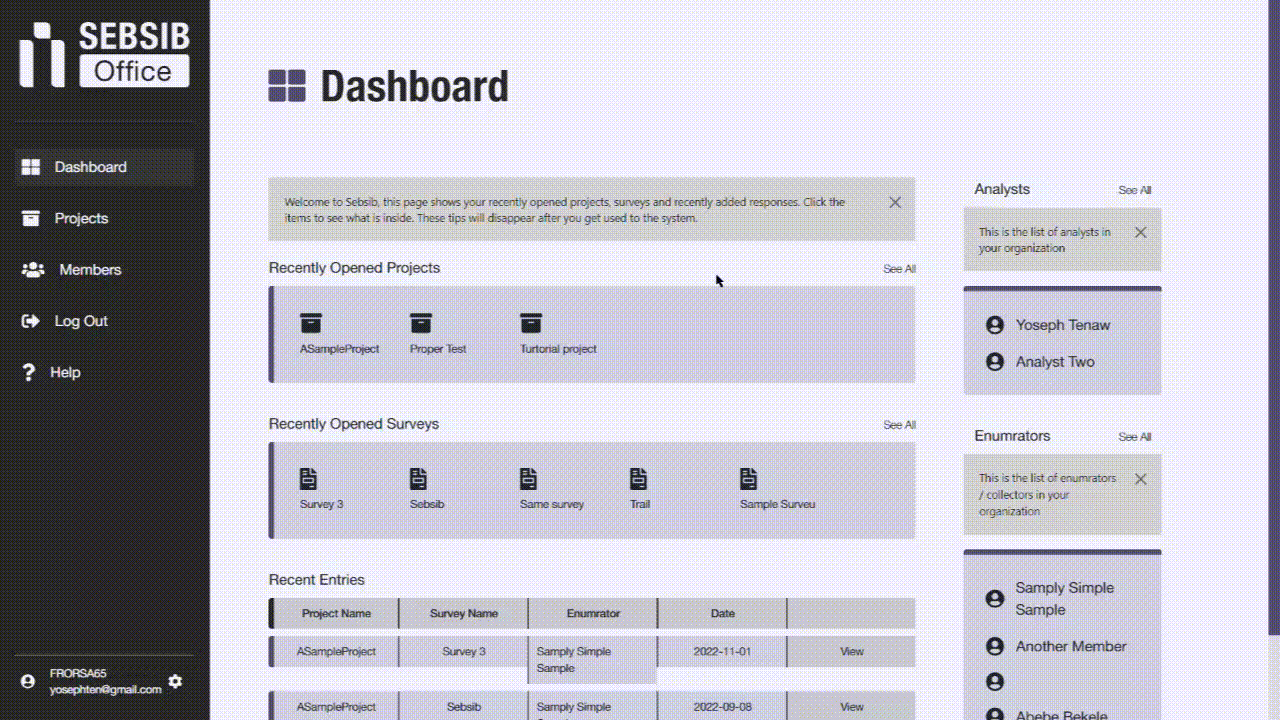 SEBSIB
Office
Dashboard
Projects
Members
Log Out
Help
FRORSA65
yosephten@gmail.com
Dashboard
Welcome to Sebsib, this page shows your recently opened projects, surveys and recently added responses. Click the
items to see what is inside. These tips will disappear after you get used to the system.
Recently Opened Projects
See All
ASampleProject
Proper Test
Turtorial project
Recently Opened Surveys
See All
Survey 3
Sebsib
Same survey
Trail
Sample Surveu
Recent Entries
Project Name
Survey Name
Enumrator
Date
ASampleProject
Survey 3
Samply Simple
Sample
2022-11-01
View
ASampleProject
Sebsib
Samply Simple
2022-09-08
View
Analysts
See All
This is the list of analysts in
your organization
Yoseph Tenaw
Analyst Two
Enumrators
See All
This is the list of enumrators
/ collectors in your
organization
Samply Simple
Sample
Another Member
Abebe Bekele